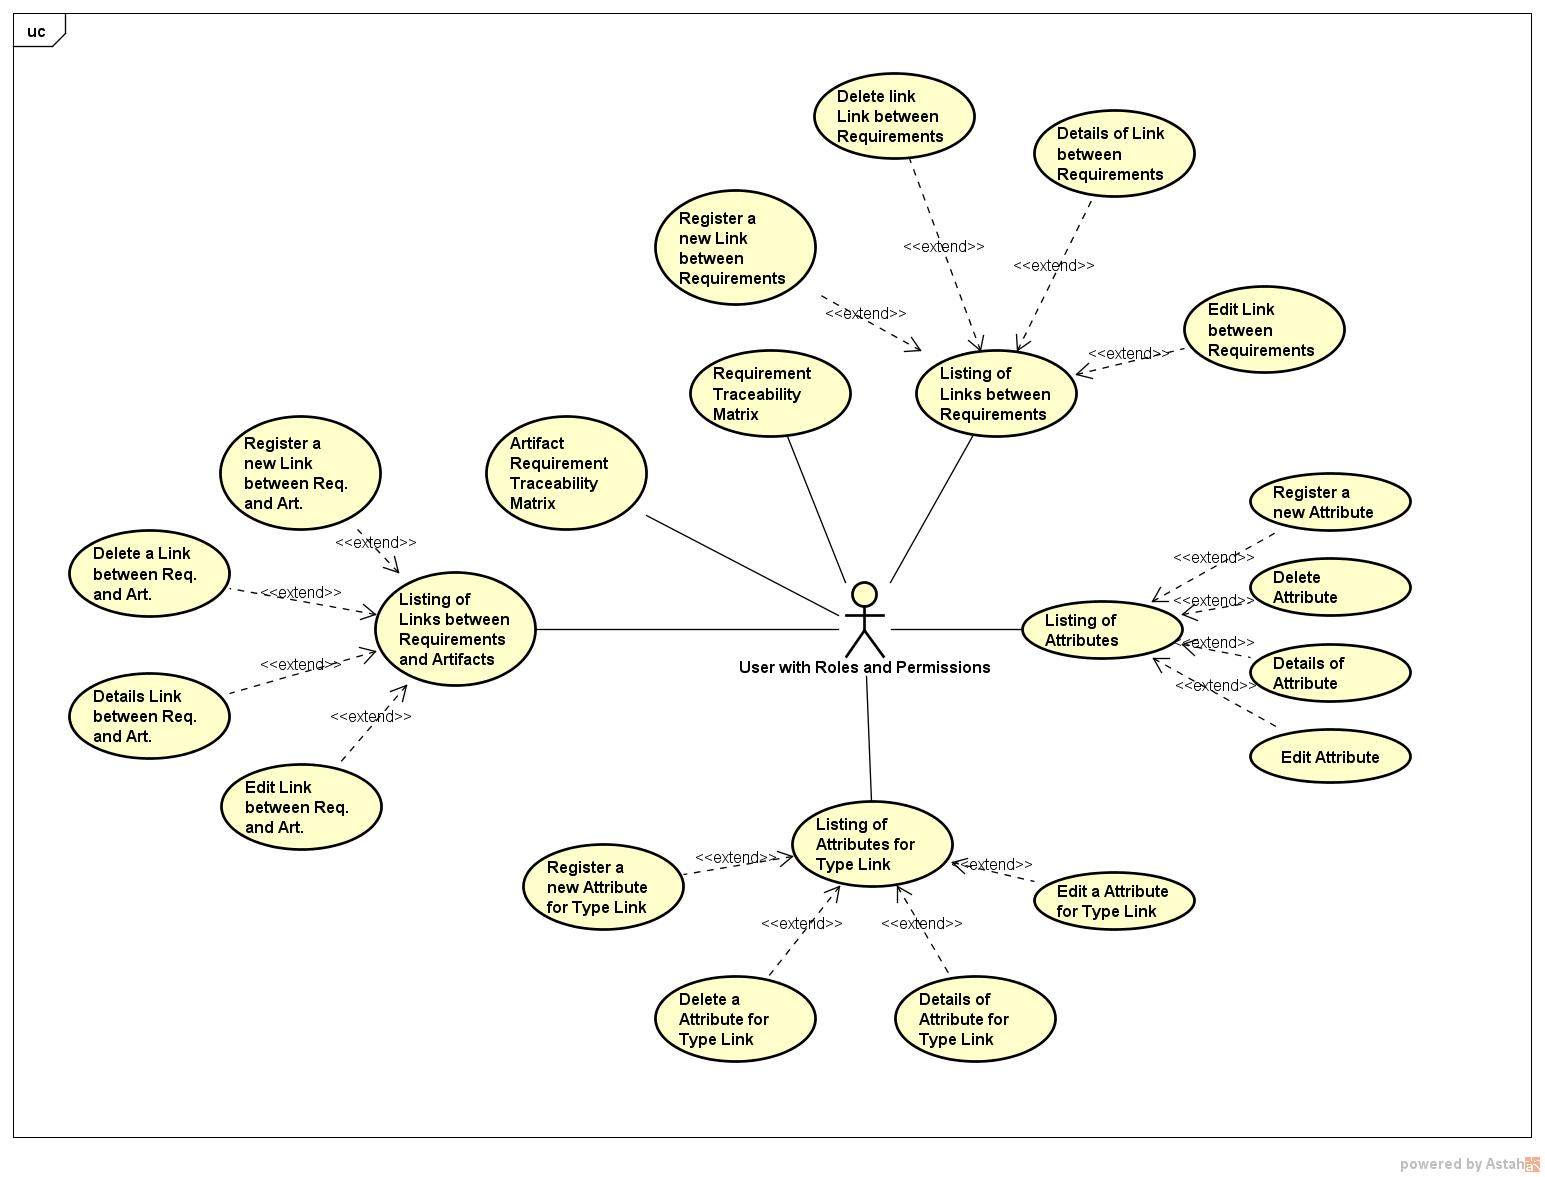 uc
Delete link
Link between
Requirements
Details of Link
between
Requirements
Register a
new Link
between
Requirements
<<extend>>
<<extend>>
<<extend>>
Edit Link
between
Requirements
<<extend>>
Requirement
Traceability
Matrix
Listing of
Links between
Requirements
Artifact
Requirement
Traceability
Matrix
Register a
new Link
between Req.
and Art.
<<extend>>
Delete a Link
between Req.
and Art.
<<extend>>
Listing of
Links between
Requirements
and Artifacts
<<extend>>
Details Link
between Req.
and Art.
<<extend>>
Edit Link
between Req.
and Art.
User with Roles and Permissions
Register a
new Attribute
<<extend>>
Delete
Attribute
<<extend>>
Listing of
Attributes
<<extend>>
Details of
Attribute
<<extend>>
Edit Attribute
Listing of
Attributes for
Type Link
Register a
new Attribute
for Type Link
<<extend>>
<<extend>>
Edit a Attribute
for Type Link
<<extend>>
<<extend>>
Delete a
Attribute for
Type Link
Details of
Attribute for
Type Link
powered by Astah